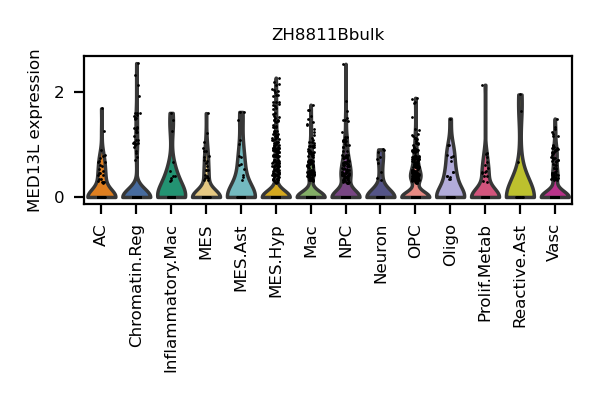 ZH8811Bbulk
MED13L expression
2
0
AC
Chromatin.Reg
Inflammatory.Mac
MES
MES.Ast
MES.Hyp
Mac
NPC
Neuron
OPC
Oligo
Prolif.Metab
Reactive.Ast
Vasc